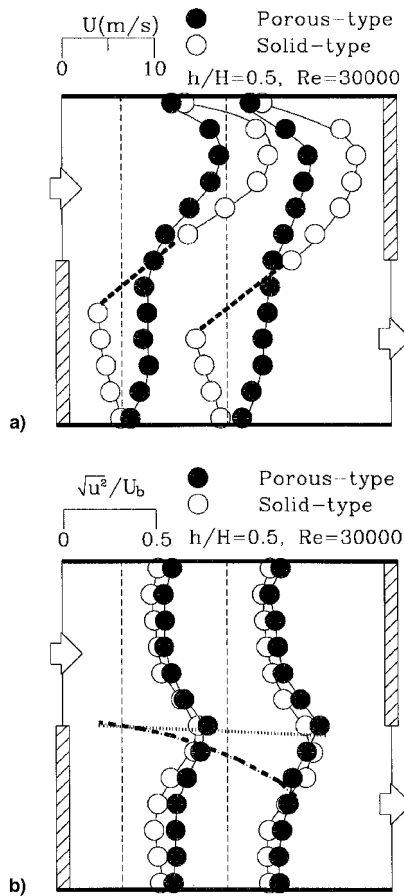 U(m/s)
0 10
Porous-type
Solid-type
h/H=0.5, Re=30000
a)
√u²/U_b
0 0.5
Porous-type
Solid-type
h/H=0.5, Re=30000
b)